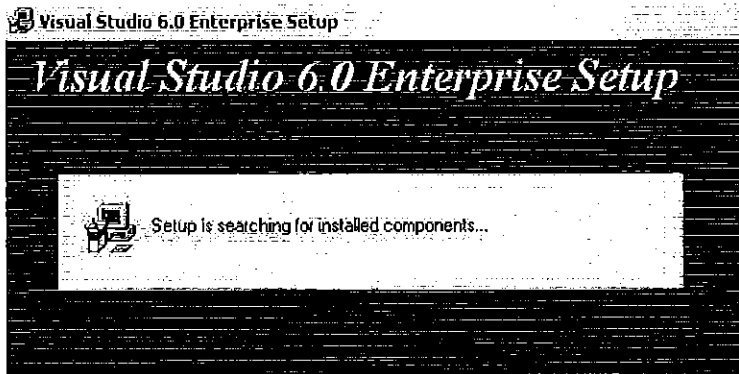 Visual Studio 6.0 Enterprise Setup
Visual Studio 6.0 Enterprise Setup
Setup is searching for installed components...